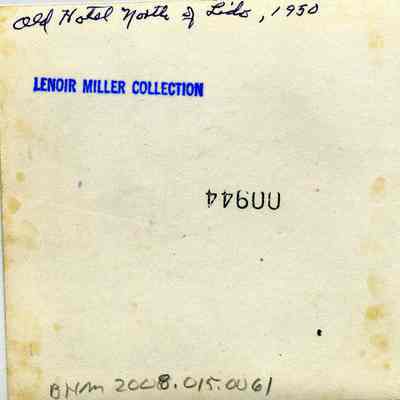 Old Hotel North of Lido, 1950
LENOIR MILLER COLLECTION
00944
BHM 2008.015.0061